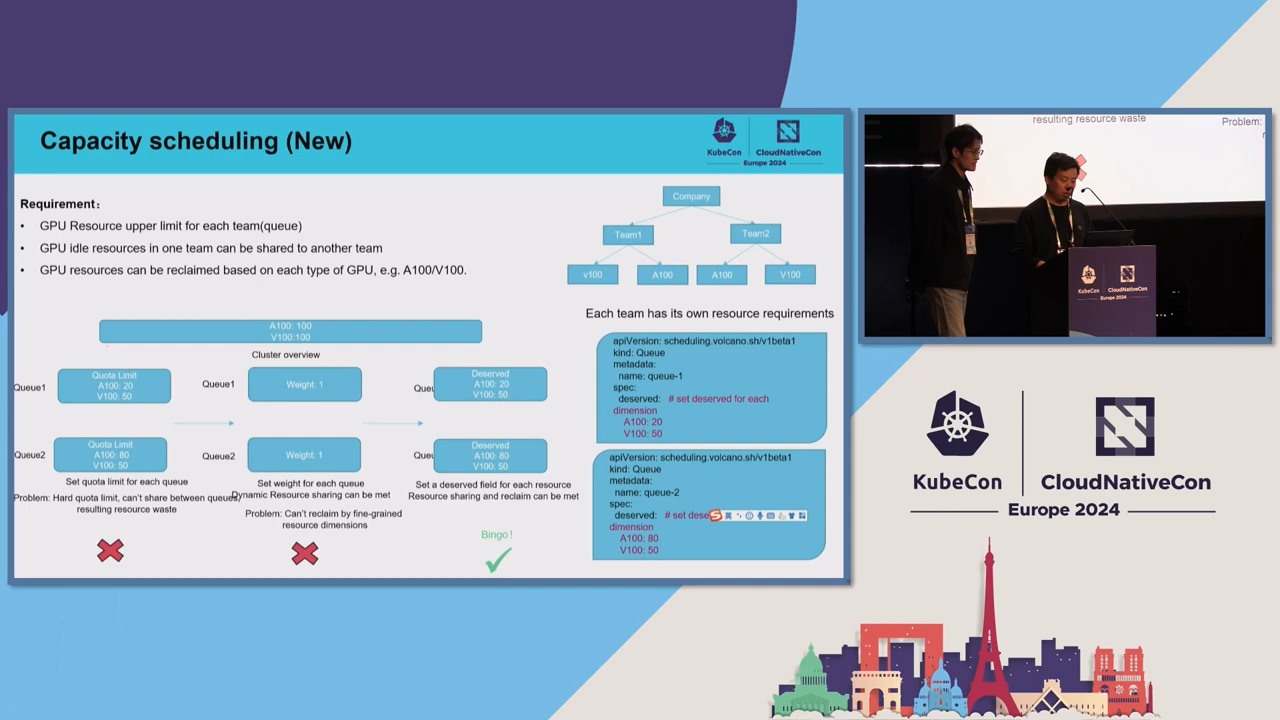 Capacity scheduling (New)
KubeCon
CloudNativeCon
Europe 2024
Requirement:
• GPU Resource upper limit for each team(queue)
• GPU idle resources in one team can be shared to another team
• GPU resources can be reclaimed based on each type of GPU, e.g. A100/V100.
Company
Team1
Team2
v100
A100
A100
V100
Each team has its own resource requirements
A100: 100
V100:100
Cluster overview
Queue1
Quota Limit
A100: 20
V100: 50
Queue2
Quota Limit
A100: 80
V100: 50
Set quota limit for each queue
Problem: Hard quota limit, can't share between queues,
resulting resource waste
Queue1
Weight: 1
Queue2
Weight: 1
Set weight for each queue
Dynamic Resource sharing can be met
Problem: Can't reclaim by fine-grained
resource dimensions
Deserved
A100: 20
V100: 50
Deserved
A100: 80
V100: 50
Set a deserved field for each resource
Resource sharing and reclaim can be met
Bingo!
apiVersion: scheduling.volcano.sh/v1beta1
kind: Queue
metadata:
name: queue-1
spec:
deserved: # set deserved for each
dimension
A100: 20
V100: 50
apiVersion: scheduling.volcano.sh/v1beta1
kind: Queue
metadata:
name: queue-2
spec:
deserved: # set dese
dimension
A100: 80
V100: 50
resulting resource waste
Problem:
KubeCon
CloudNativeCon
Europe 2024
KubeCon
CloudNativeCon
Europe 2024